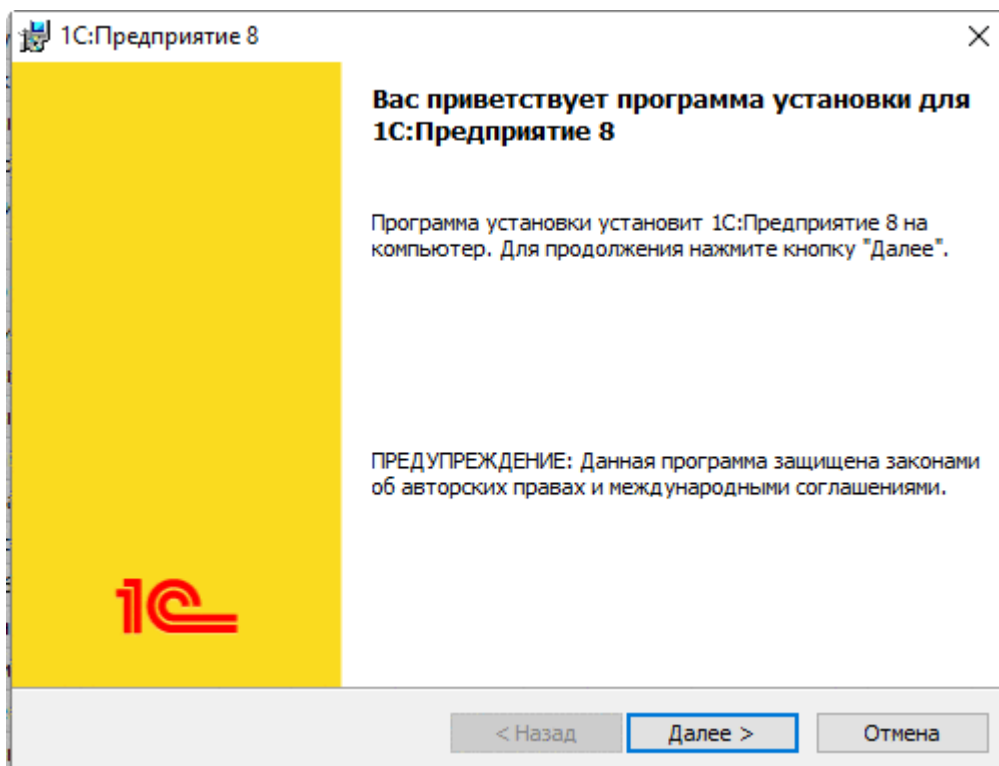 1С:Предприятие 8
Вас приветствует программа установки для
1С:Предприятие 8
Программа установки установит 1С:Предприятие 8 на
компьютер. Для продолжения нажмите кнопку "Далее".
ПРЕДУПРЕЖДЕНИЕ: Данная программа защищена законами
об авторских правах и международными соглашениями.
1С
< Назад
Далее >
Отмена